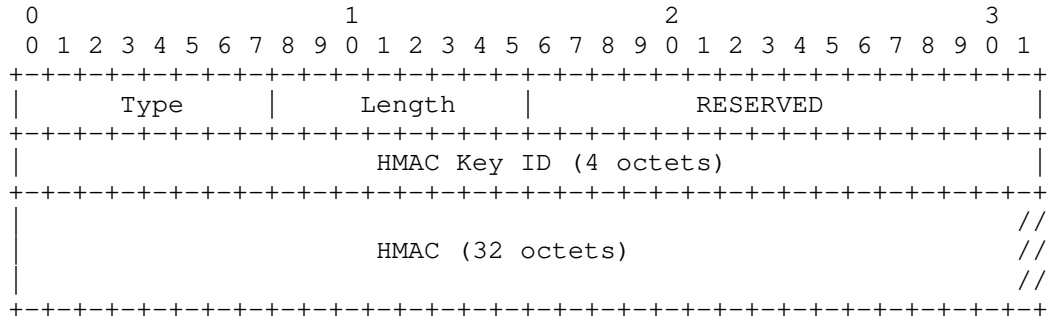 0                   1                   2                   3
 0 1 2 3 4 5 6 7 8 9 0 1 2 3 4 5 6 7 8 9 0 1 2 3 4 5 6 7 8 9 0 1
+-+-+-+-+-+-+-+-+-+-+-+-+-+-+-+-+-+-+-+-+-+-+-+-+-+-+-+-+-+-+-+-+
|      Type     |     Length    |          RESERVED             |
+-+-+-+-+-+-+-+-+-+-+-+-+-+-+-+-+-+-+-+-+-+-+-+-+-+-+-+-+-+-+-+-+
|                      HMAC Key ID (4 octets)                   |
+-+-+-+-+-+-+-+-+-+-+-+-+-+-+-+-+-+-+-+-+-+-+-+-+-+-+-+-+-+-+-+-+
|                                                              //
|                      HMAC (32 octets)                        //
|                                                              //
+-+-+-+-+-+-+-+-+-+-+-+-+-+-+-+-+-+-+-+-+-+-+-+-+-+-+-+-+-+-+-+-+